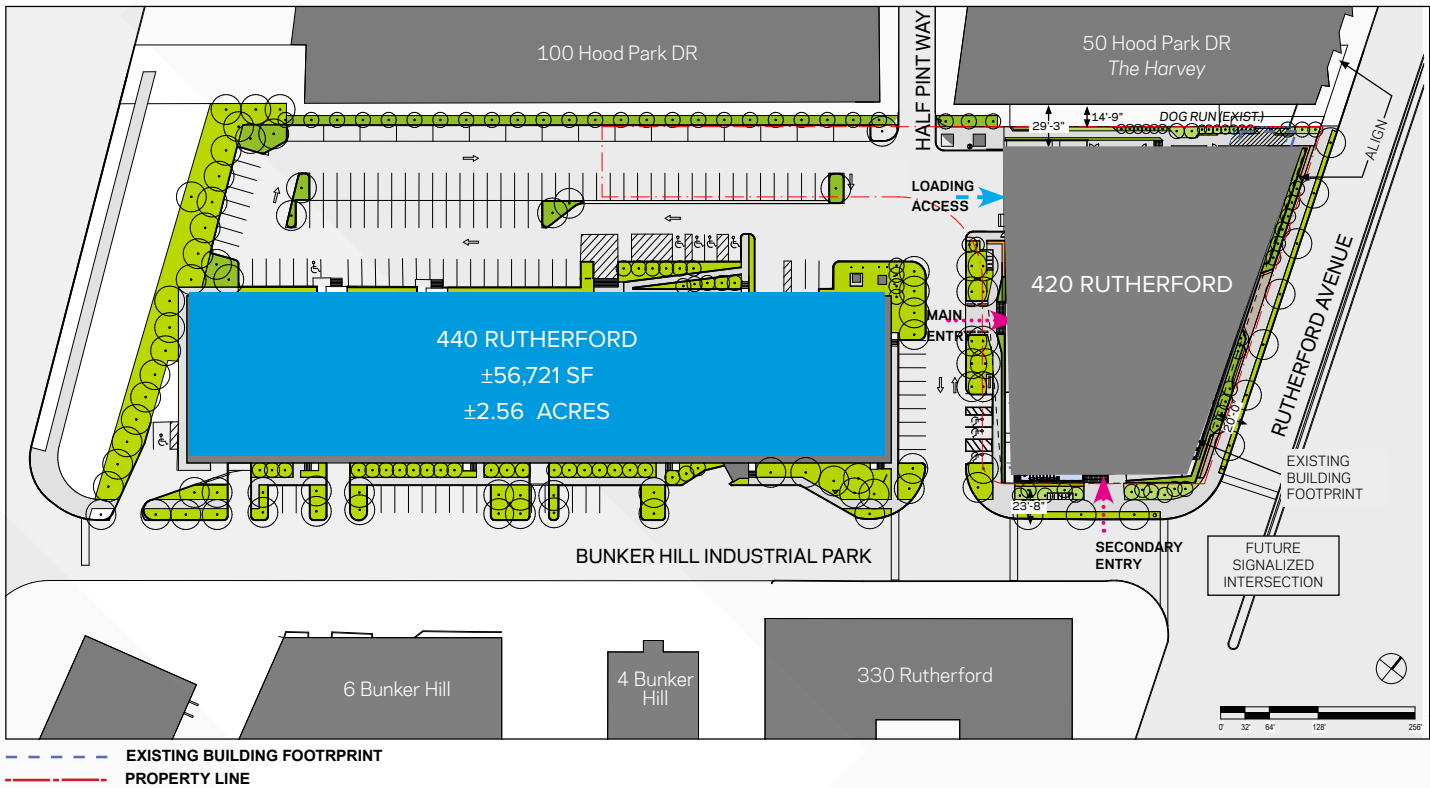 100 Hood Park DR
HALF PINT WAY
50 Hood Park DR
The Harvey
29'-3"
14'-9"
DOG RUN (EXIST.)
ALIGN
LOADING
ACCESS
420 RUTHERFORD
RUTHERFORD AVENUE
MAIN
ENTRY
440 RUTHERFORD
±56,721 SF
±2.56 ACRES
20'-0"
EXISTING
BUILDING
FOOTPRINT
23'-8"
BUNKER HILL INDUSTRIAL PARK
SECONDARY
ENTRY
FUTURE
SIGNALIZED
INTERSECTION
6 Bunker Hill
4 Bunker
Hill
330 Rutherford
0' 32' 64' 128' 256'
EXISTING BUILDING FOOTRPRINT
PROPERTY LINE